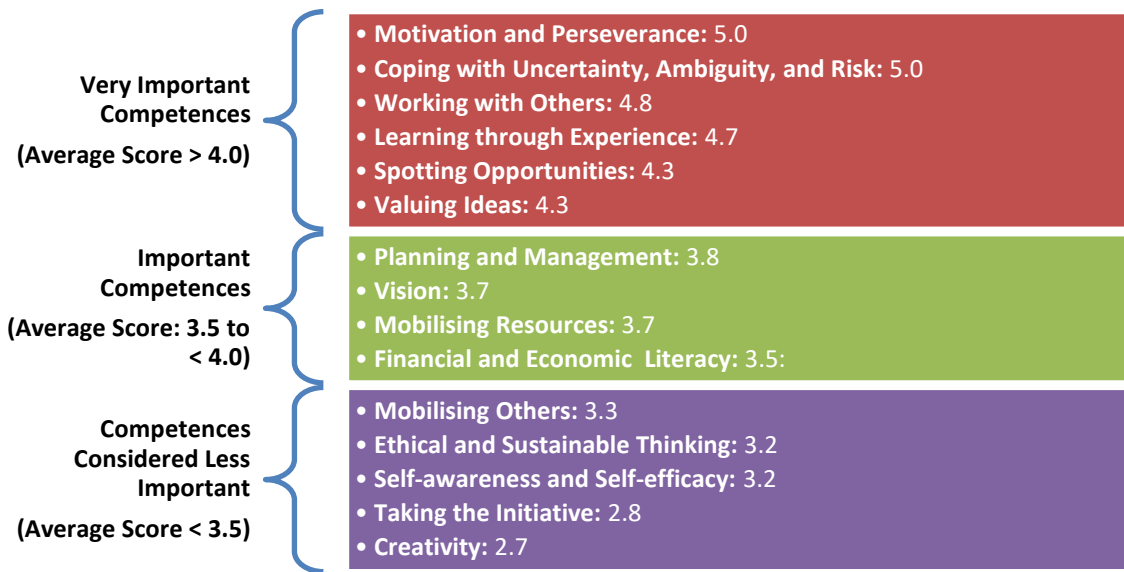 Very Important
Competences
(Average Score > 4.0)
• Motivation and Perseverance: 5.0
• Coping with Uncertainty, Ambiguity, and Risk: 5.0
• Working with Others: 4.8
• Learning through Experience: 4.7
• Spotting Opportunities: 4.3
• Valuing Ideas: 4.3
Important
Competences
(Average Score: 3.5 to
< 4.0)
• Planning and Management: 3.8
• Vision: 3.7
• Mobilising Resources: 3.7
• Financial and Economic  Literacy: 3.5:
Competences
Considered Less
Important
(Average Score < 3.5)
• Mobilising Others: 3.3
• Ethical and Sustainable Thinking: 3.2
• Self-awareness and Self-efficacy: 3.2
• Taking the Initiative: 2.8
• Creativity: 2.7